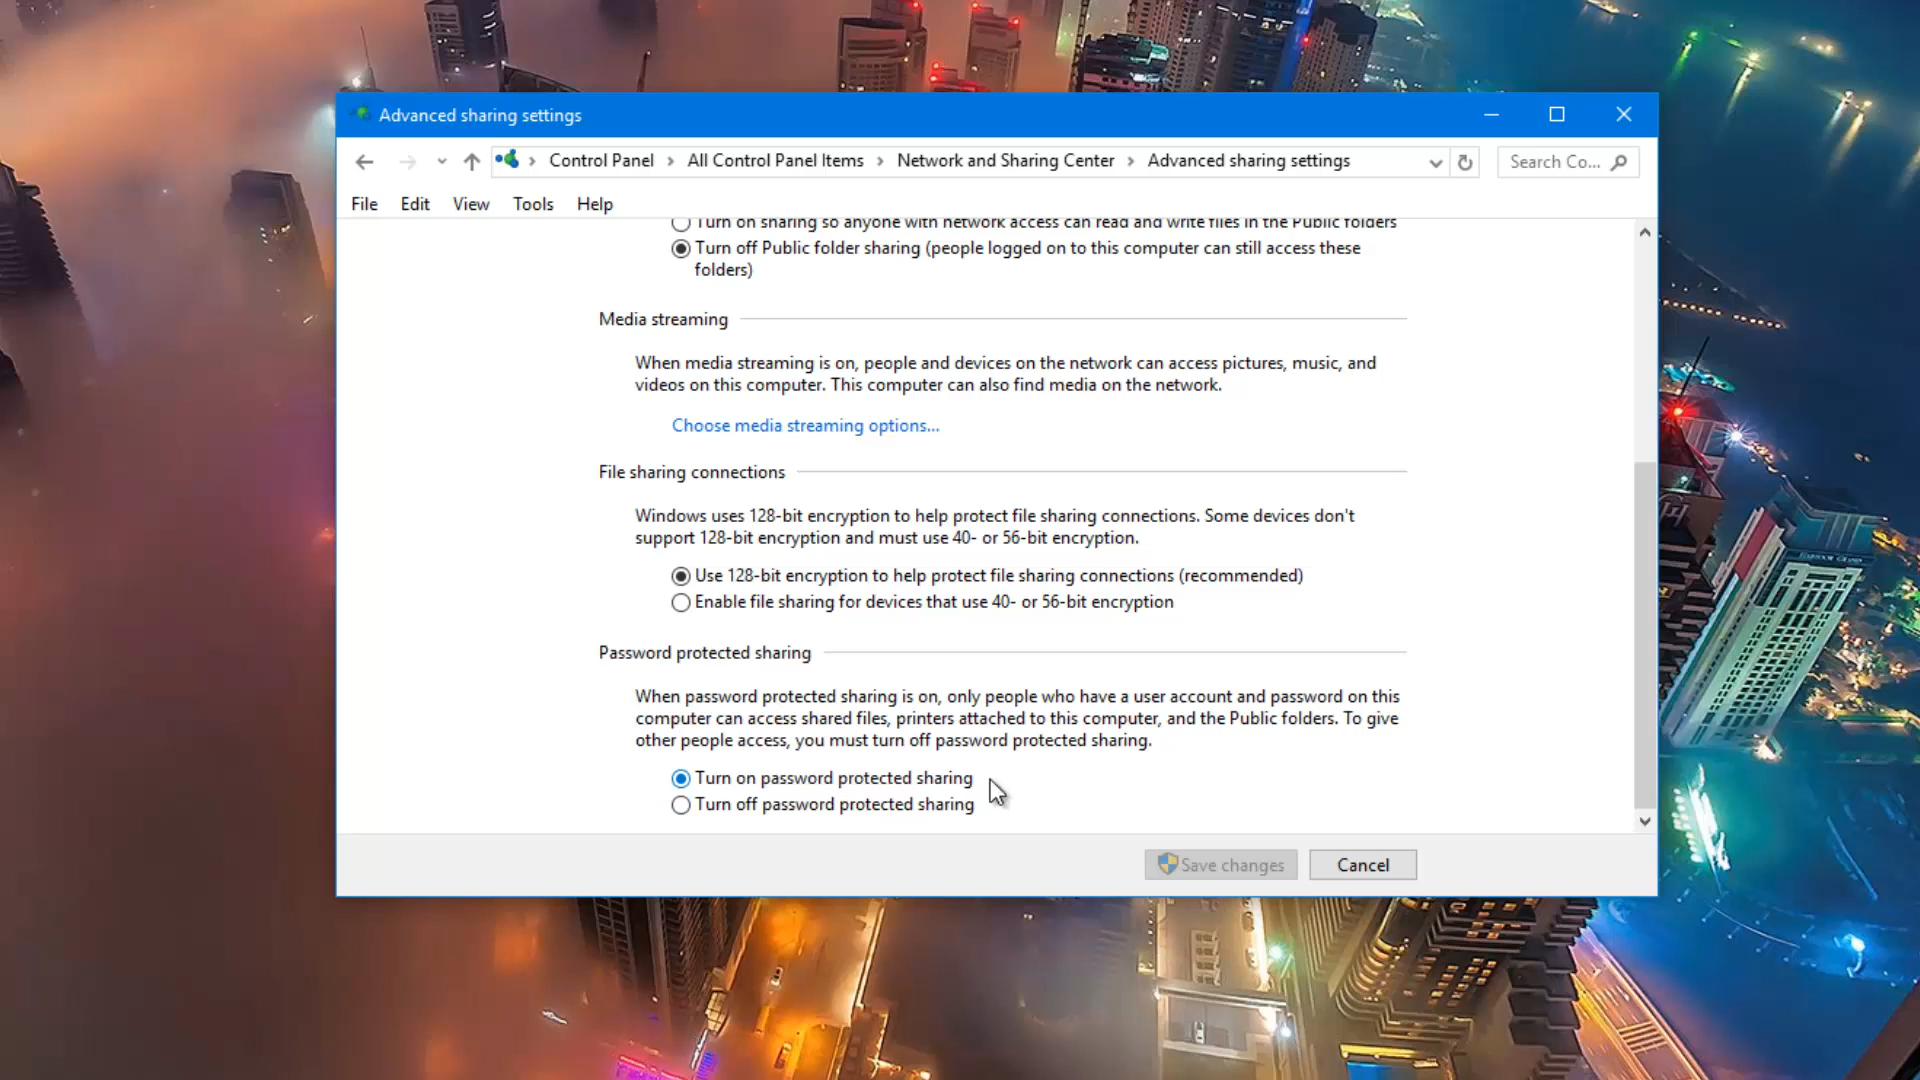 Advanced sharing settings
Control Panel
All Control Panel Items
Network and Sharing Center
Advanced sharing settings
Search Co...
File
Edit
View
Tools
Help
Turn on sharing so anyone with network access can read and write files in the Public folders
Turn off Public folder sharing (people logged on to this computer can still access these
folders)
Media streaming
When media streaming is on, people and devices on the network can access pictures, music, and
videos on this computer. This computer can also find media on the network.
Choose media streaming options...
File sharing connections
Windows uses 128-bit encryption to help protect file sharing connections. Some devices don't
support 128-bit encryption and must use 40- or 56-bit encryption.
Use 128-bit encryption to help protect file sharing connections (recommended)
Enable file sharing for devices that use 40- or 56-bit encryption
Password protected sharing
When password protected sharing is on, only people who have a user account and password on this
computer can access shared files, printers attached to this computer, and the Public folders. To give
other people access, you must turn off password protected sharing.
Turn on password protected sharing
Turn off password protected sharing
Save changes
Cancel